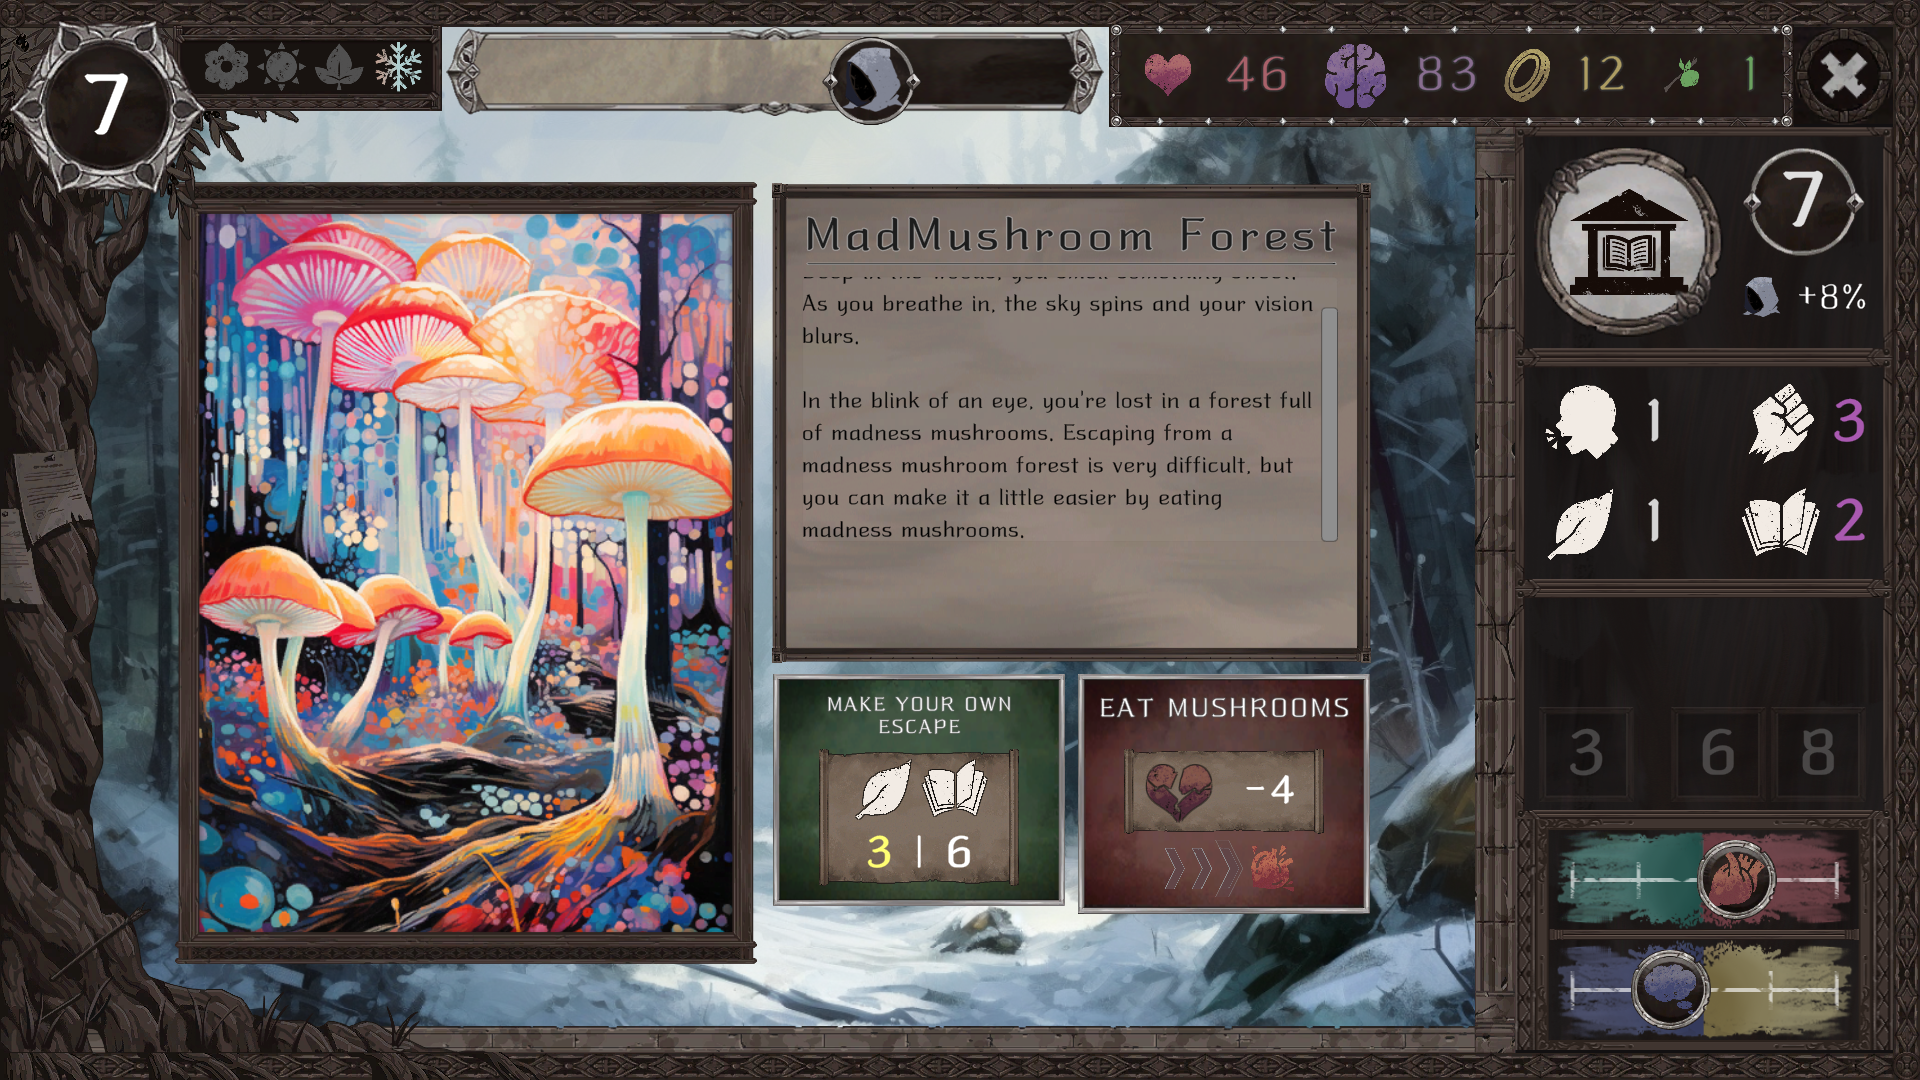 7
46
83
12
1
MadMushroom Forest
As you breathe in, the sky spins and your vision
blurs.
In the blink of an eye, you're lost in a forest full
of madness mushrooms. Escaping from a
madness mushroom forest is very difficult, but
you can make it a little easier by eating
madness mushrooms.
MAKE YOUR OWN
ESCAPE
3 | 6
EAT MUSHROOMS
-4
7
+8%
1 3
1 2
3 6 8